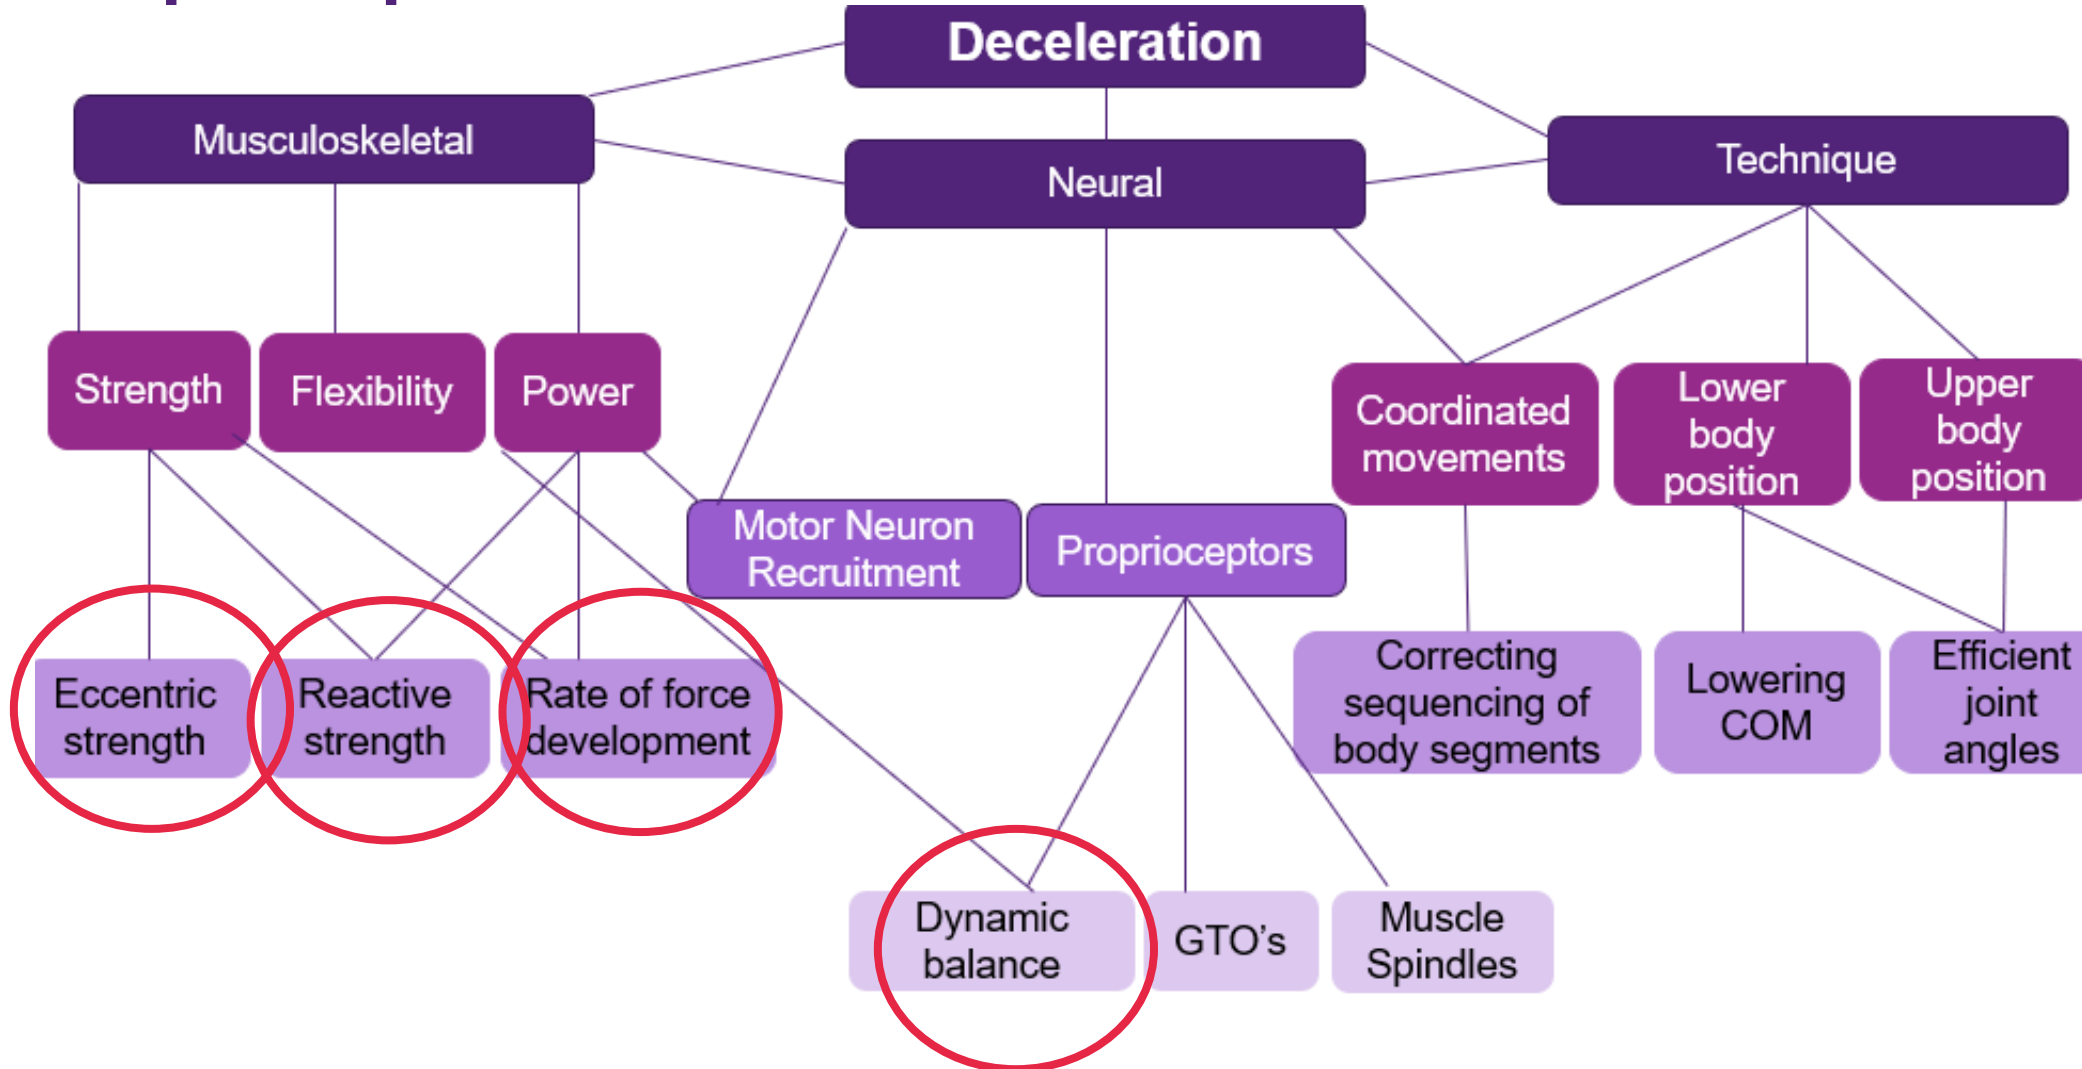 Deceleration
Musculoskeletal
Neural
Technique
Strength
Flexibility
Power
Coordinated
movements
Lower
body
position
Upper
body
position
Motor Neuron
Recruitment
Proprioceptors
Eccentric
strength
Reactive
strength
Rate of force
development
Correcting
sequencing of
body segments
Lowering
COM
Efficient
joint
angles
Dynamic
balance
GTO’s
Muscle
Spindles